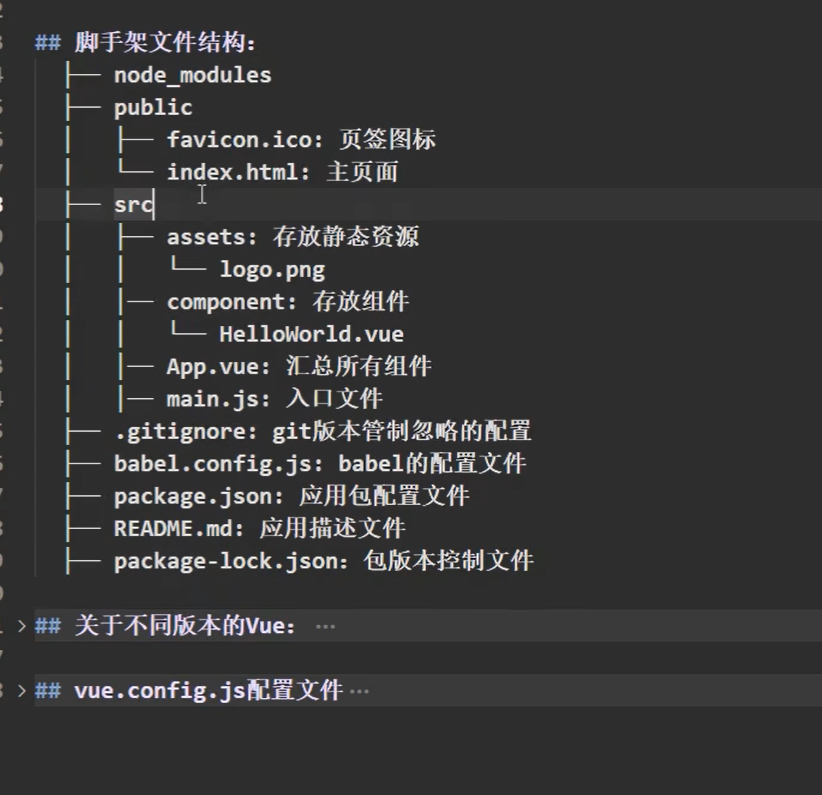 ## 脚手架文件结构：
├── node_modules
├── public
│   ├── favicon.ico: 页签图标
│   └── index.html: 主页面
├── src
│   ├── assets: 存放静态资源
│   │   └── logo.png
│   │── component: 存放组件
│   │   └── HelloWorld.vue
│   │── App.vue: 汇总所有组件
│   │── main.js: 入口文件
├── .gitignore: git版本管制忽略的配置
├── babel.config.js: babel的配置文件
├── package.json: 应用包配置文件
├── README.md: 应用描述文件
├── package-lock.json：包版本控制文件
## 关于不同版本的Vue： ···
## vue.config.js配置文件···